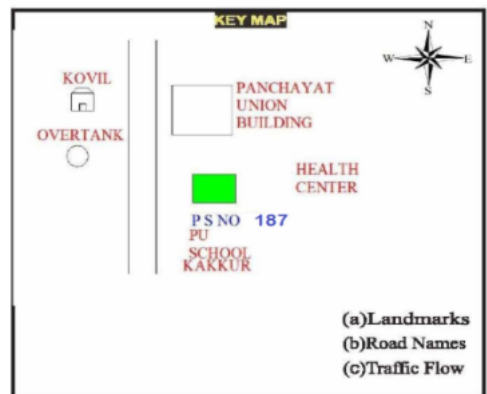 KEY MAP
N
W
E
S
KOVIL
OVERTANK
PANCHAYAT
UNION
BUILDING
HEALTH
CENTER
P S NO 187
PU
SCHOOL
KAKKUR
(a)Landmarks
(b)Road Names
(c)Traffic Flow